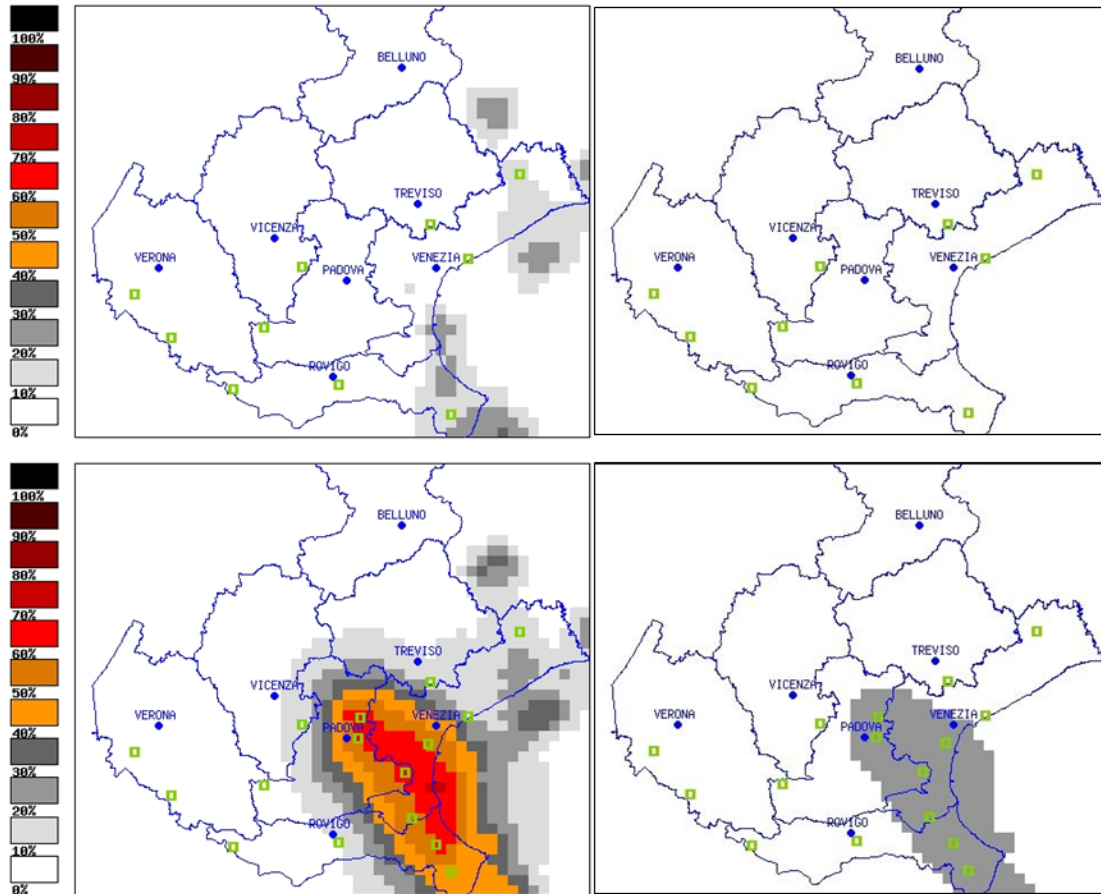 100%
90%
80%
70%
60%
50%
40%
30%
20%
10%
0%
BELLUNO
TREVISO
VICENZA
VERONA
PADOVA
VENEZIA
ROVIGO
BELLUNO
TREVISO
VICENZA
VERONA
PADOVA
VENEZIA
ROVIGO
100%
90%
80%
70%
60%
50%
40%
30%
20%
10%
0%
BELLUNO
TREVISO
VICENZA
VERONA
PADOVA
VENEZIA
ROVIGO
BELLUNO
TREVISO
VICENZA
VERONA
PADOVA
VENEZIA
ROVIGO